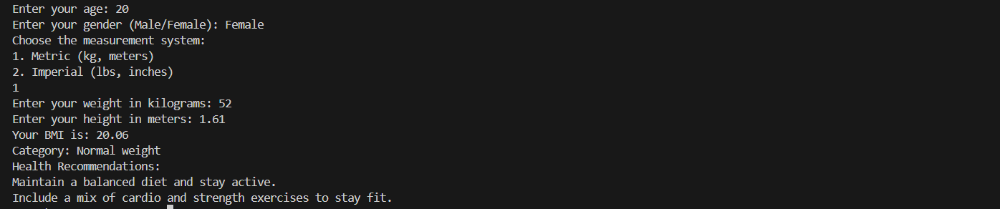 Enter your age: 20
Enter your gender (Male/Female): Female
Choose the measurement system:
1. Metric (kg, meters)
2. Imperial (lbs, inches)
1
Enter your weight in kilograms: 52
Enter your height in meters: 1.61
Your BMI is: 20.06
Category: Normal weight
Health Recommendations:
Maintain a balanced diet and stay active.
Include a mix of cardio and strength exercises to stay fit.